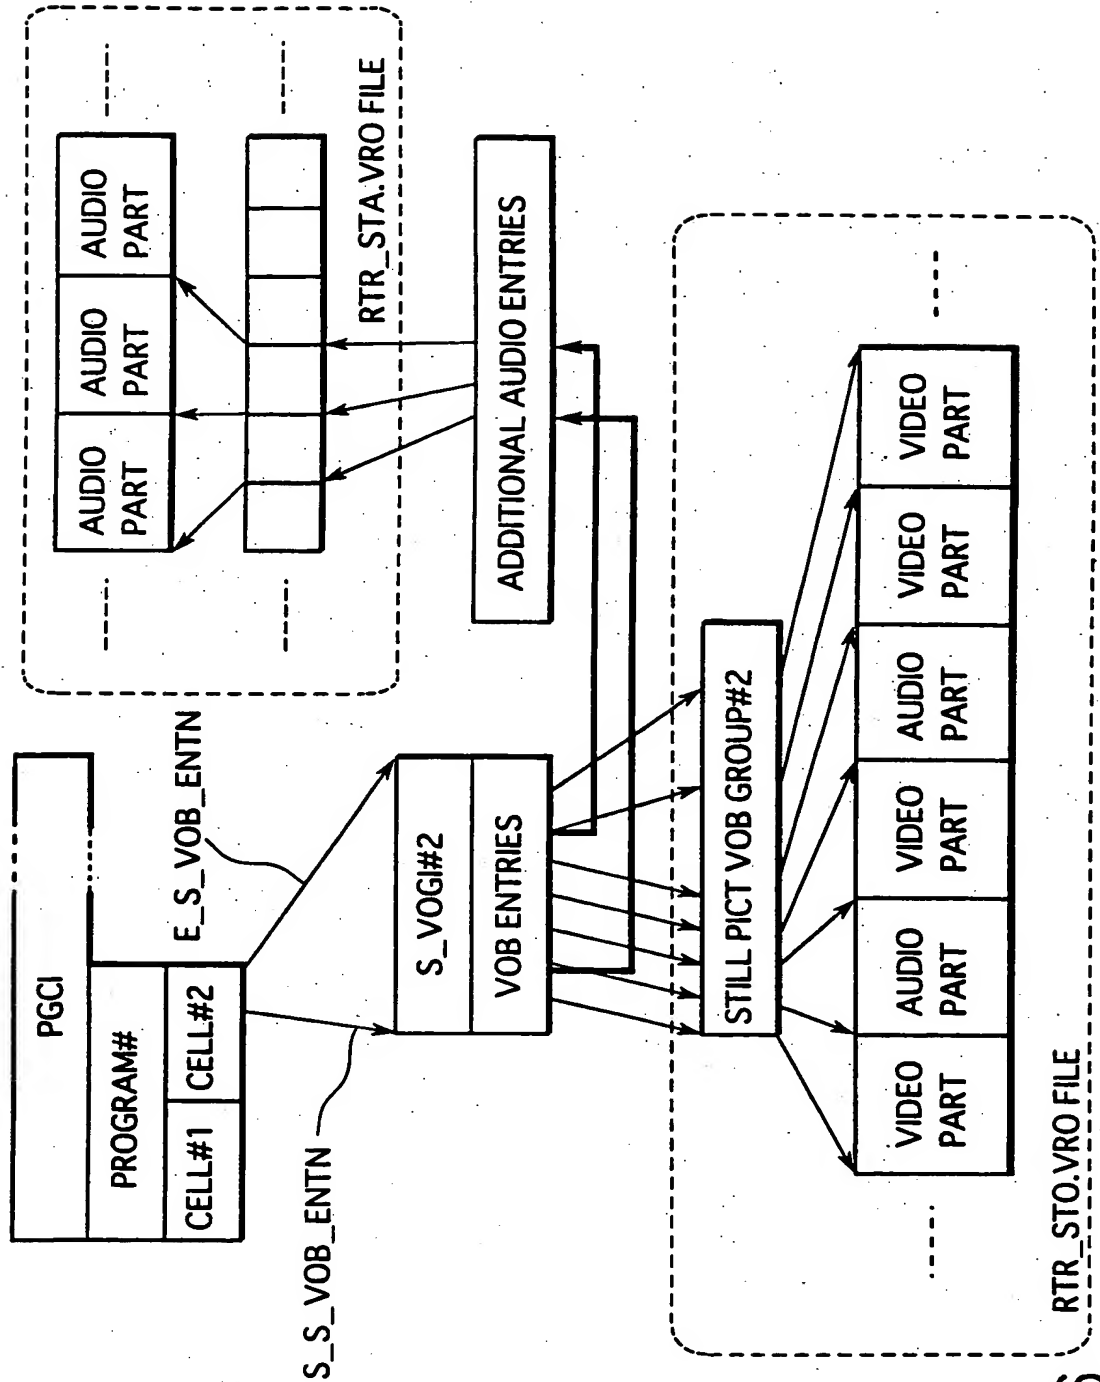 PGCI
PROGRAM#
CELL#1
CELL#2
S_S_VOB_ENTN
E_S_VOB_ENTN
S_VOGI#2
VOB ENTRIES
AUDIO
PART
AUDIO
PART
AUDIO
PART
RTR_STA.VRO FILE
ADDITIONAL AUDIO ENTRIES
STILL PICT VOB GROUP#2
VIDEO
PART
AUDIO
PART
VIDEO
PART
AUDIO
PART
VIDEO
PART
VIDEO
PART
RTR_STO.VRO FILE